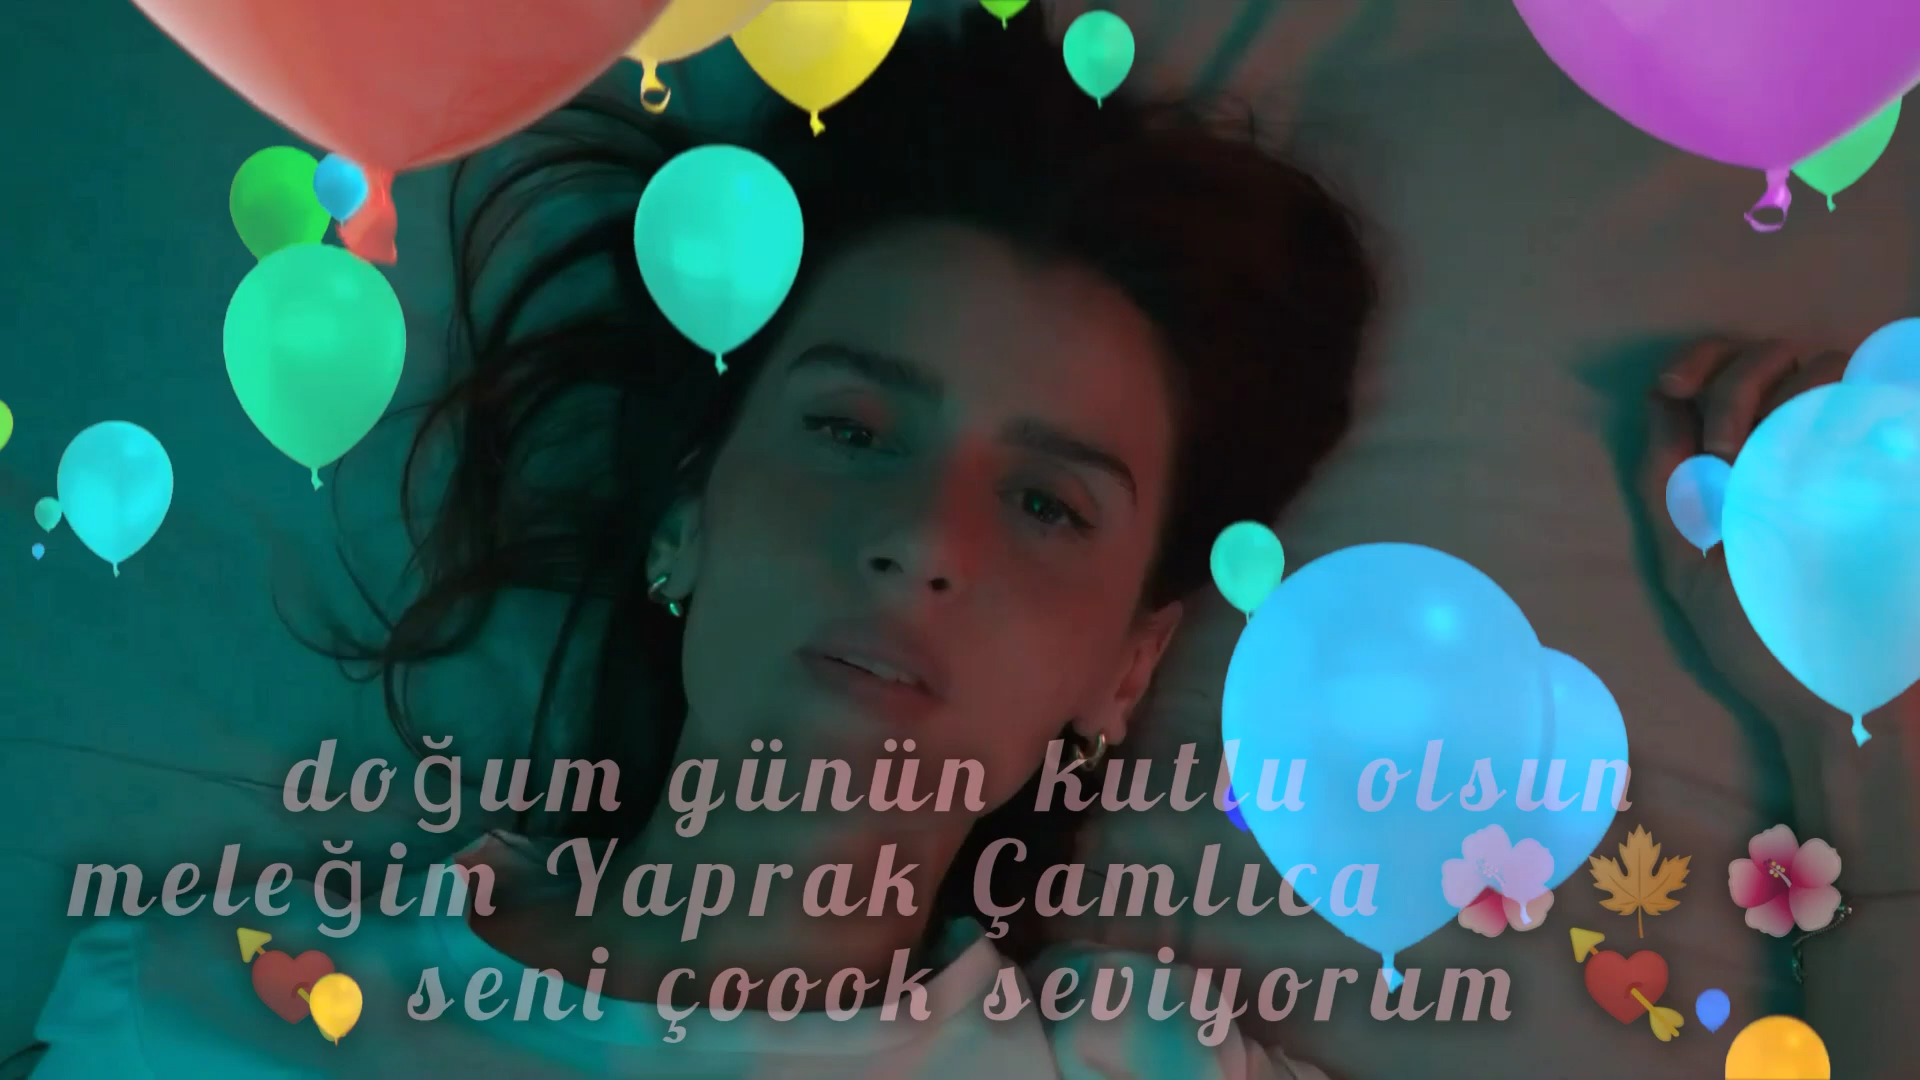 doğum günün kutlu olsun
meleğim Yaprak Çamlıca 🌺 🍁 🌺
💘 seni çoook seviyorum 💘